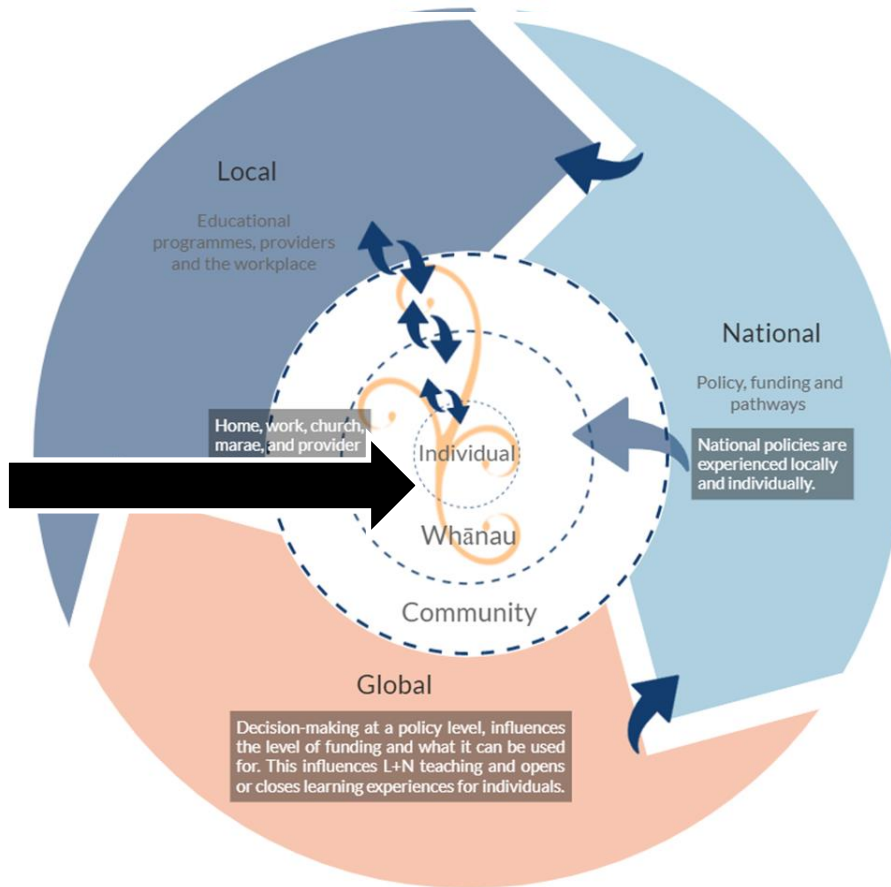 Local
Educational
programmes, providers
and the workplace
National
Policy, funding and
pathways
National policies are
experienced locally
and individually.
Home, work, church,
marae, and provider
Individual
Whānau
Community
Global
Decision-making at a policy level, influences
the level of funding and what it can be used
for. This influences L+N teaching and opens
or closes learning experiences for individuals.